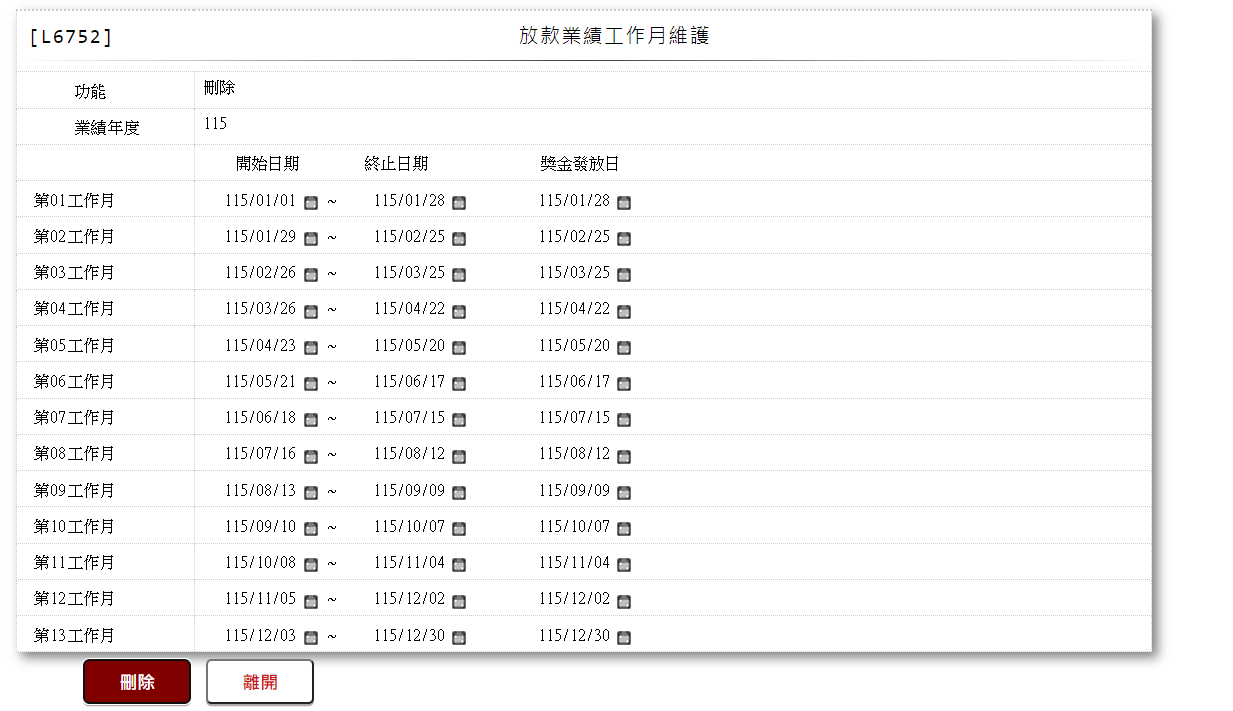 [L6752] 放款業績工作月維護
功能 刪除
業績年度 115
開始日期 終止日期 獎金發放日
第01工作月 115/01/01 ~ 115/01/28 115/01/28
第02工作月 115/01/29 ~ 115/02/25 115/02/25
第03工作月 115/02/26 ~ 115/03/25 115/03/25
第04工作月 115/03/26 ~ 115/04/22 115/04/22
第05工作月 115/04/23 ~ 115/05/20 115/05/20
第06工作月 115/05/21 ~ 115/06/17 115/06/17
第07工作月 115/06/18 ~ 115/07/15 115/07/15
第08工作月 115/07/16 ~ 115/08/12 115/08/12
第09工作月 115/08/13 ~ 115/09/09 115/09/09
第10工作月 115/09/10 ~ 115/10/07 115/10/07
第11工作月 115/10/08 ~ 115/11/04 115/11/04
第12工作月 115/11/05 ~ 115/12/02 115/12/02
第13工作月 115/12/03 ~ 115/12/30 115/12/30
刪除 離開